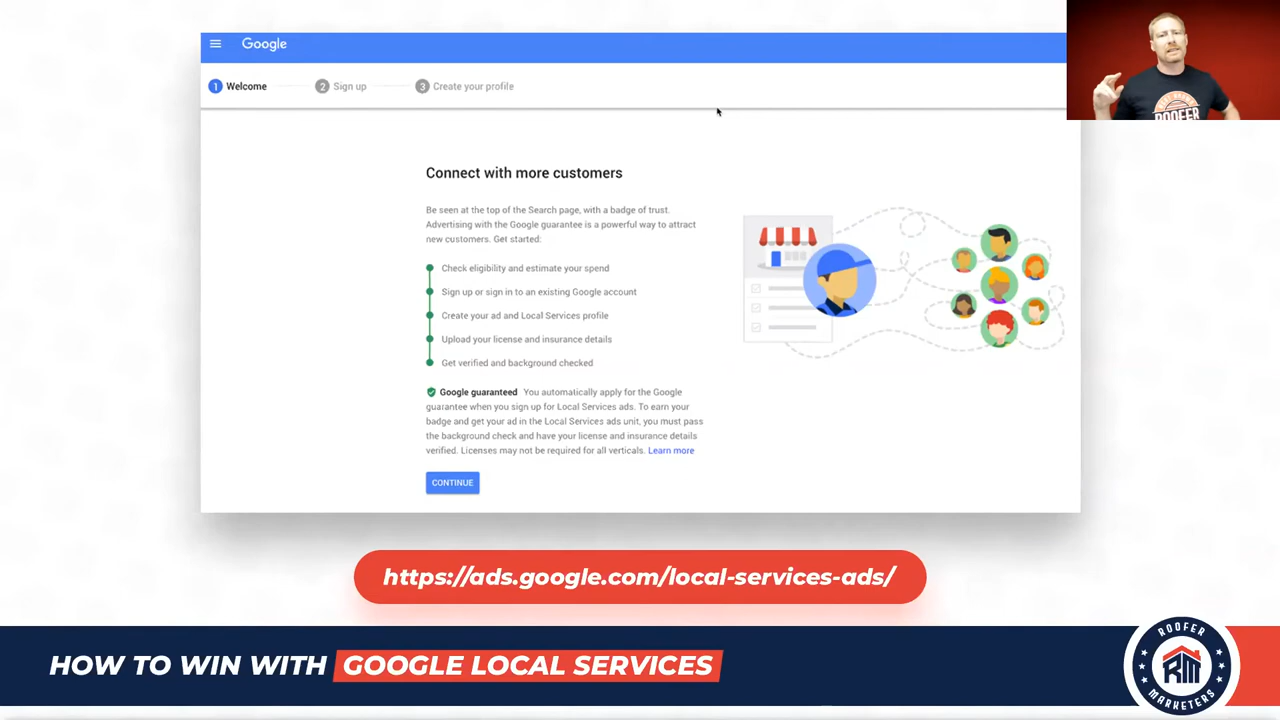 Google
1 Welcome
2 Sign up
3 Create your profile
ROOFER
Connect with more customers
Be seen at the top of the Search page, with a badge of trust.
Advertising with the Google guarantee is a powerful way to attract
new customers. Get started:
Check eligibility and estimate your spend
Sign up or sign in to an existing Google account
Create your ad and Local Services profile
Upload your license and insurance details
Get verified and background checked
Google guaranteed You automatically apply for the Google
guarantee when you sign up for Local Services ads. To earn your
badge and get your ad in the Local Services ads unit, you must pass
the background check and have your license and insurance details
verified. Licenses may not be required for all verticals. Learn more
CONTINUE
https://ads.google.com/local-services-ads/
HOW TO WIN WITH GOOGLE LOCAL SERVICES
ROOFER
RM
MARKETERS